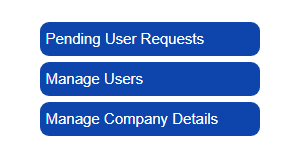 Pending User Requests
Manage Users
Manage Company Details